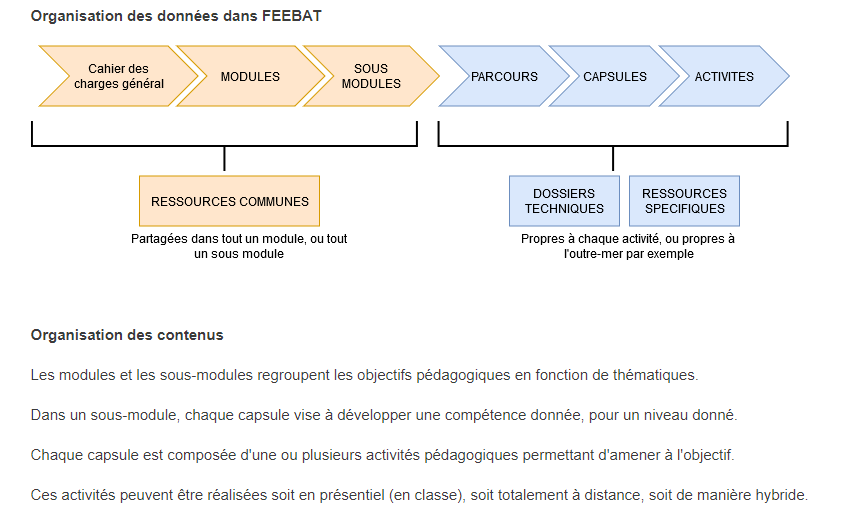 Organisation des données dans FEEBAT
Cahier des
charges général
MODULES
SOUS
MODULES
PARCOURS
CAPSULES
ACTIVITES
RESSOURCES COMMUNES
Partagées dans tout un module, ou tout
un sous module
DOSSIERS
TECHNIQUES
RESSOURCES
SPECIFIQUES
Propres à chaque activité, ou propres à
l'outre-mer par exemple
Organisation des contenus
Les modules et les sous-modules regroupent les objectifs pédagogiques en fonction de thématiques.
Dans un sous-module, chaque capsule vise à développer une compétence donnée, pour un niveau donné.
Chaque capsule est composée d'une ou plusieurs activités pédagogiques permettant d'amener à l'objectif.
Ces activités peuvent être réalisées soit en présentiel (en classe), soit totalement à distance, soit de manière hybride.